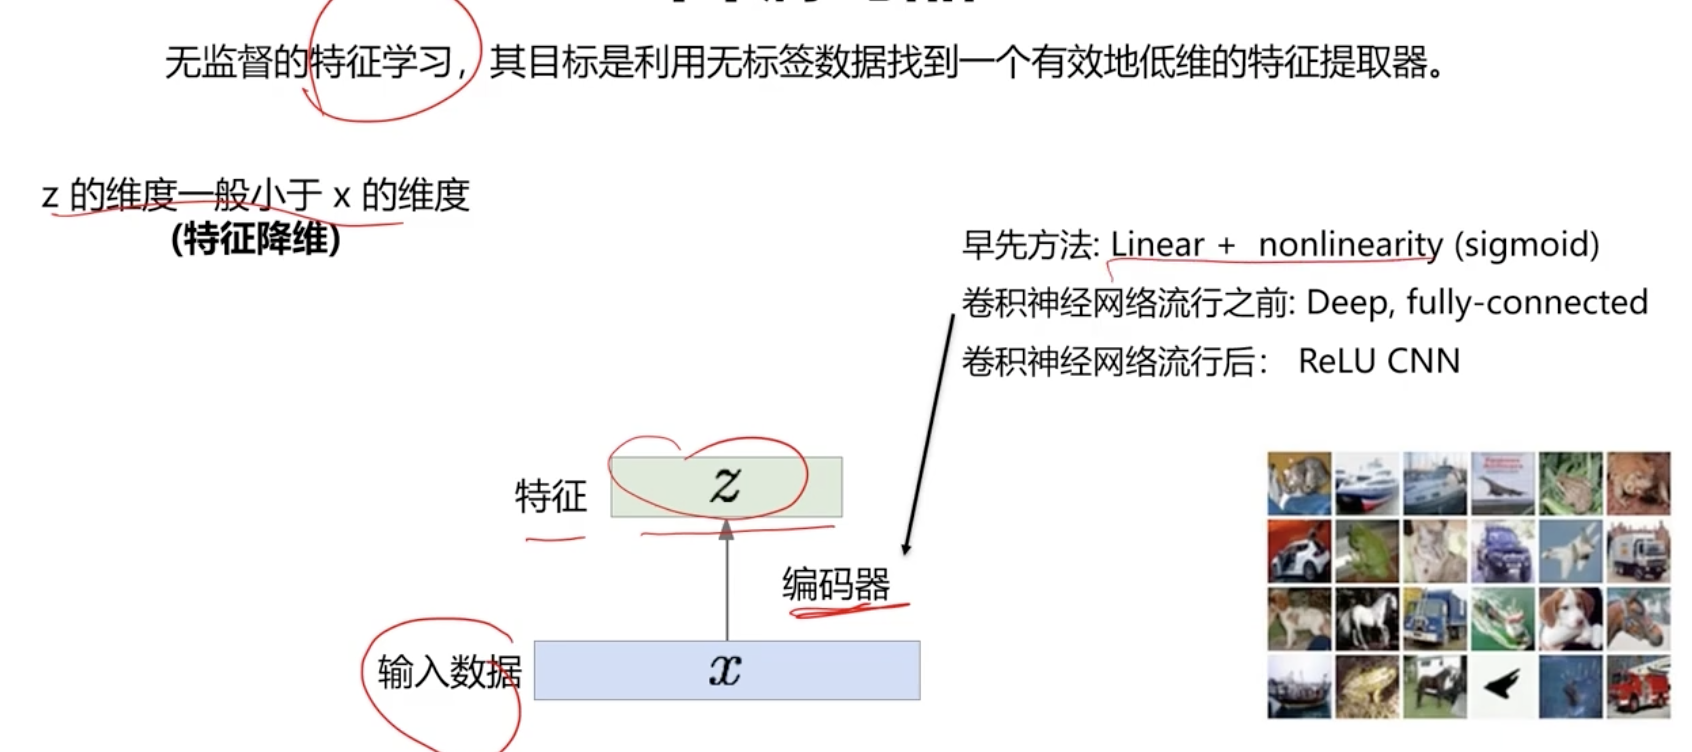 无监督的特征学习，其目标是利用无标签数据找到一个有效地低维的特征提取器。
z 的维度一般小于 x 的维度
(特征降维)
早先方法: Linear + nonlinearity (sigmoid)
卷积神经网络流行之前: Deep, fully-connected
卷积神经网络流行后： ReLU CNN
特征
z
编码器
输入数据
x